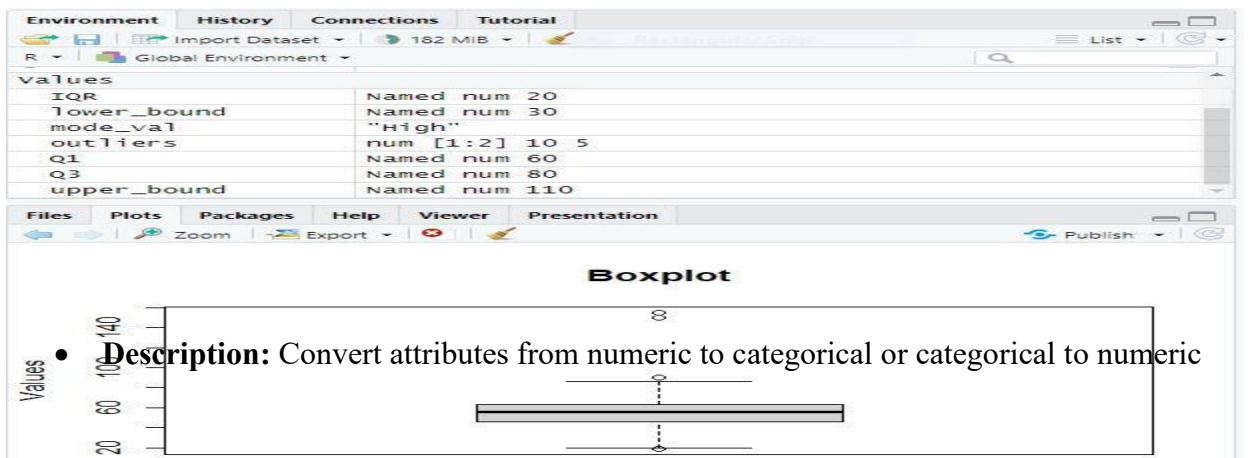 Environment History Connections Tutorial
Import Dataset 182 MiB
R Global Environment List
values
IQR Named num 20
lower_bound Named num 30
mode_val "High"
outliers num [1:2] 10 5
Q1 Named num 60
Q3 Named num 80
upper_bound Named num 110
Files Plots Packages Help Viewer Presentation
Zoom Export Publish
Boxplot
140
• Description: Convert attributes from numeric to categorical or categorical to numeric
100
Values
60
20